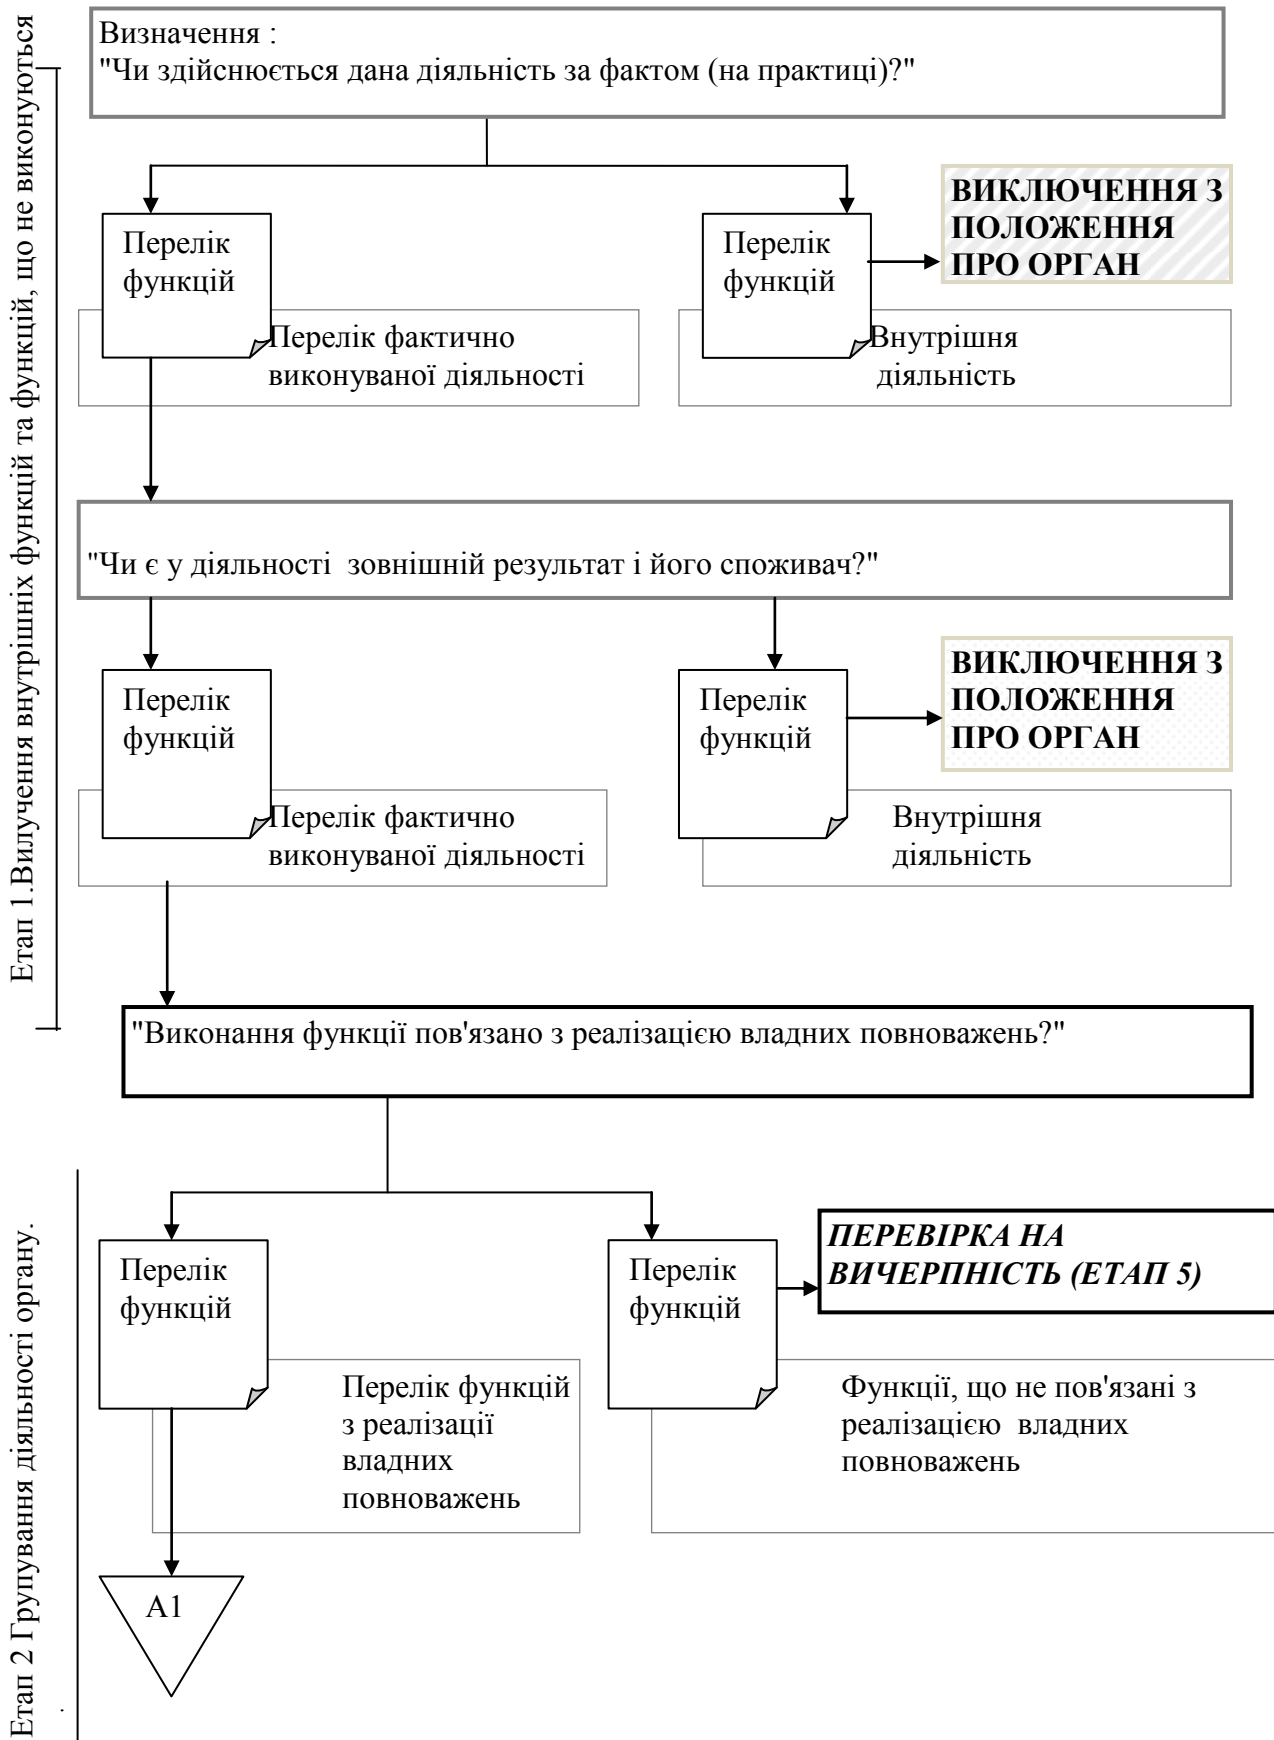 Етап 1.Вилучення внутрішніх функцій та функцій, що не виконуються
Визначення :
"Чи здійснюється дана діяльність за фактом (на практиці)?"
Перелік
функцій
Перелік фактично
виконуваної діяльності
Перелік
функцій
Внутрішня
діяльність
ВИКЛЮЧЕННЯ З
ПОЛОЖЕННЯ
ПРО ОРГАН
"Чи є у діяльності  зовнішній результат і його споживач?"
Перелік
функцій
Перелік фактично
виконуваної діяльності
Перелік
функцій
Внутрішня
діяльність
ВИКЛЮЧЕННЯ З
ПОЛОЖЕННЯ
ПРО ОРГАН
"Виконання функції пов'язано з реалізацією владних повноважень?"
Етап 2 Групування діяльності органу.
.
Перелік
функцій
Перелік функцій
з реалізації
владних
повноважень
Перелік
функцій
Функції, що не пов'язані з
реалізацією  владних
повноважень
ПЕРЕВІРКА НА
ВИЧЕРПНІСТЬ (ЕТАП 5)
А1